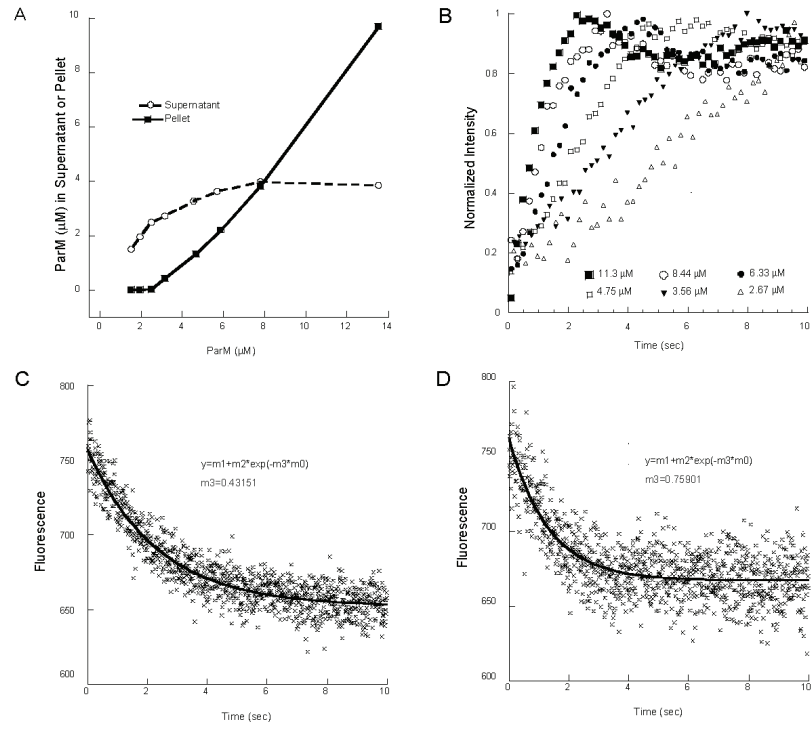 A
ParM (µM) in Supernatant or Pellet
10
8
6
4
2
0
Supernatant
Pellet
0 2 4 6 8 10 12 14
ParM (µM)
B
Normalized Intensity
1
0.8
0.6
0.4
0.2
0
11.3 µM 8.44 µM 6.33 µM
4.75 µM 3.56 µM 2.67 µM
0 2 4 6 8 10
Time (sec)
C
Fluorescence
800
750
700
650
600
y=m1+m2*exp(-m3*m0)
m3=0.43151
0 2 4 6 8 10
Time (sec)
D
Fluorescence
800
750
700
650
600
y=m1+m2*exp(-m3*m0)
m3=0.75901
0 2 4 6 8 10
Time (sec)